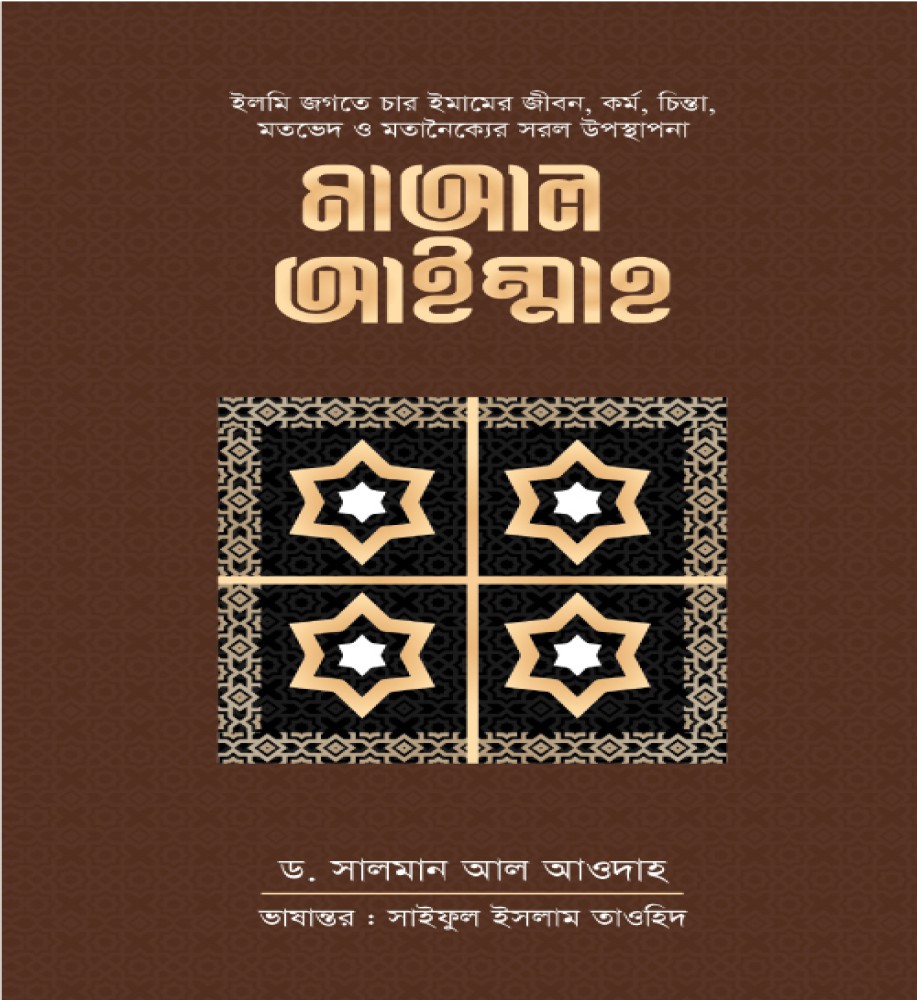 ইলমি জগতে চার ইমামের জীবন, কর্ম, চিন্তা,
মতভেদ ও মতানৈক্যের সরল উপস্থাপনা
মাআল
আইম্মাহ
ড. সালমান আল আওদাহ
ভাষান্তর : সাইফুল ইসলাম তাওহিদ